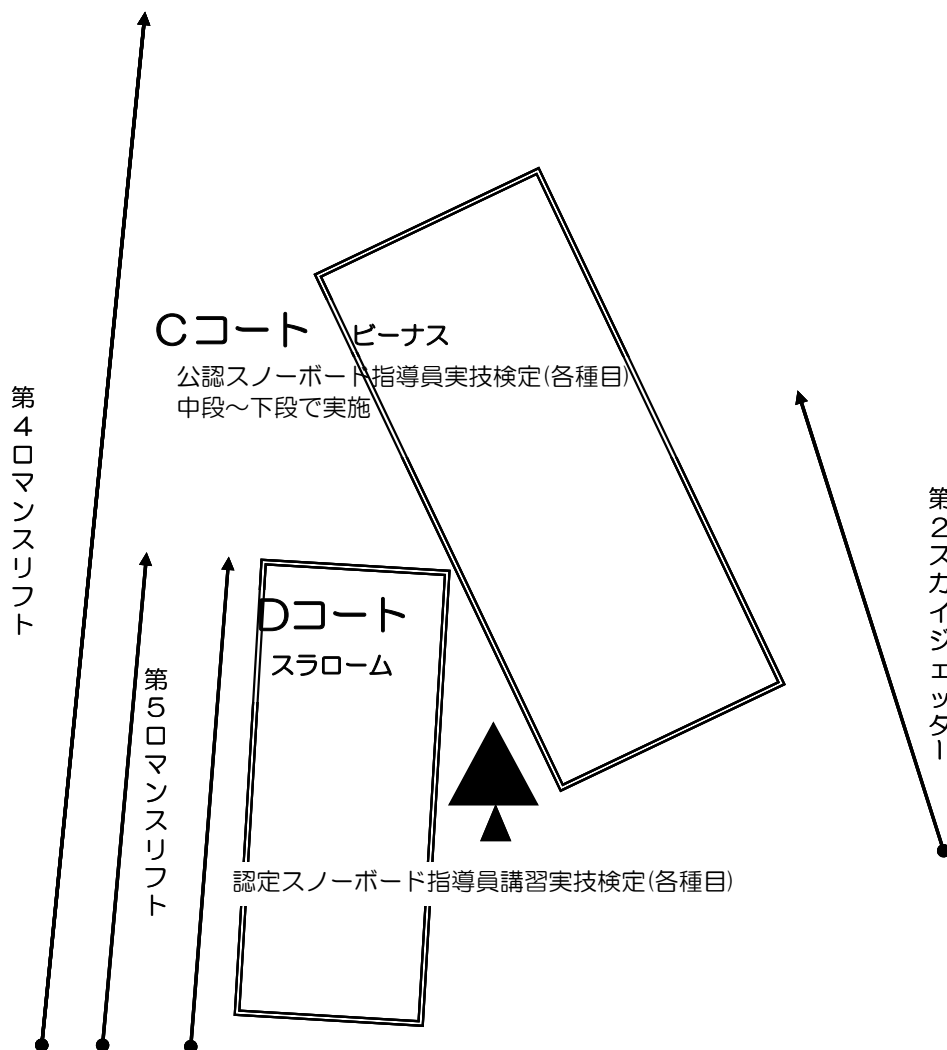 Cコート ビーナス
公認スノーボード指導員実技検定(各種目)
中段～下段で実施
第4ロマンスリフト
第2スカイジェッター
Dコート
スラローム
第5ロマンスリフト
認定スノーボード指導員講習実技検定(各種目)